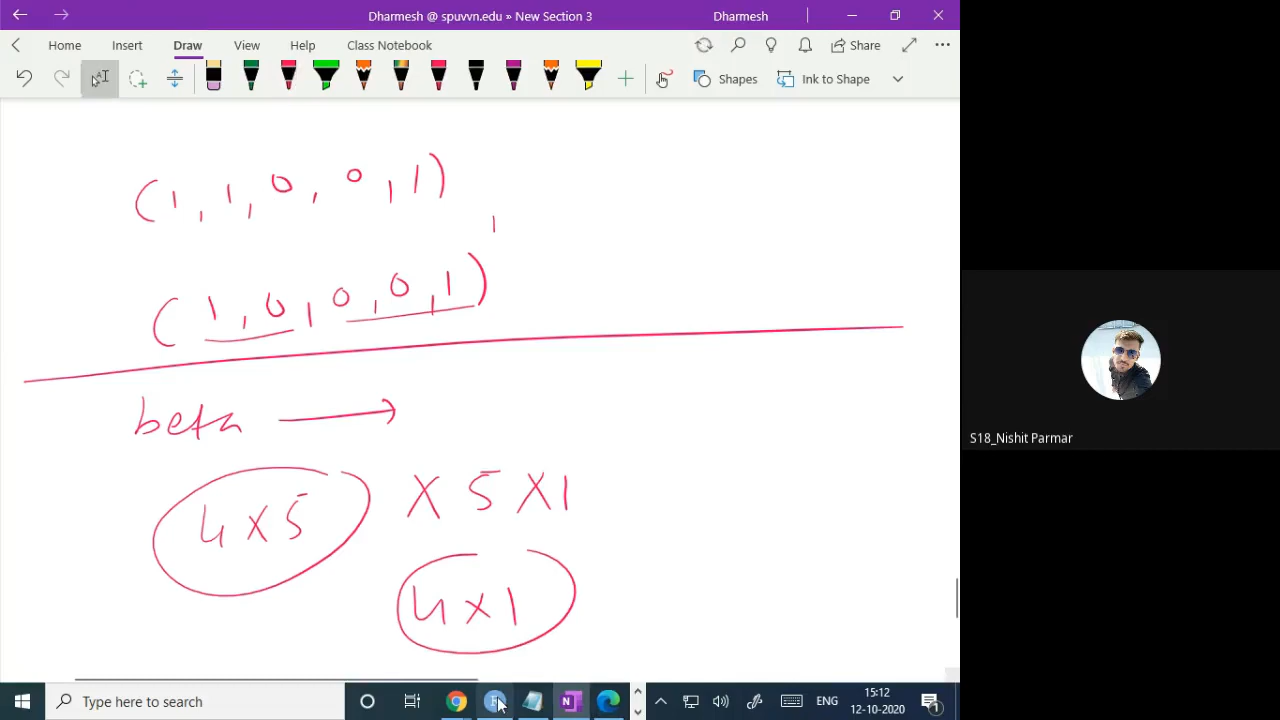 Dharmesh @ spuvvn.edu » New Section 3
Dharmesh
Home Insert Draw View Help Class Notebook
Share
Shapes
Ink to Shape
(1, 1, 0, 0, 1)
,
(1, 0, 0, 0, 1)
beta →
4 X 5 X 5 X 1
4 x 1
S18_Nishit Parmar
Type here to search
ENG
15:12
12-10-2020
1